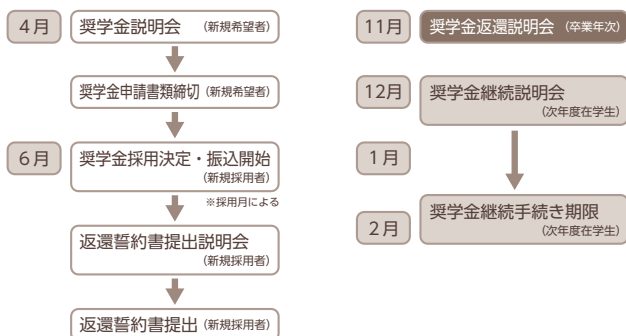 4月
奨学金説明会 (新規希望者)
奨学金申請書類締切 (新規希望者)
6月
奨学金採用決定・振込開始
(新規採用者)
※採用月による
返還誓約書提出説明会
(新規採用者)
返還誓約書提出 (新規採用者)
11月
奨学金返還説明会 (卒業年次)
12月
奨学金継続説明会
(次年度在学生)
1月
2月
奨学金継続手続き期限
(次年度在学生)